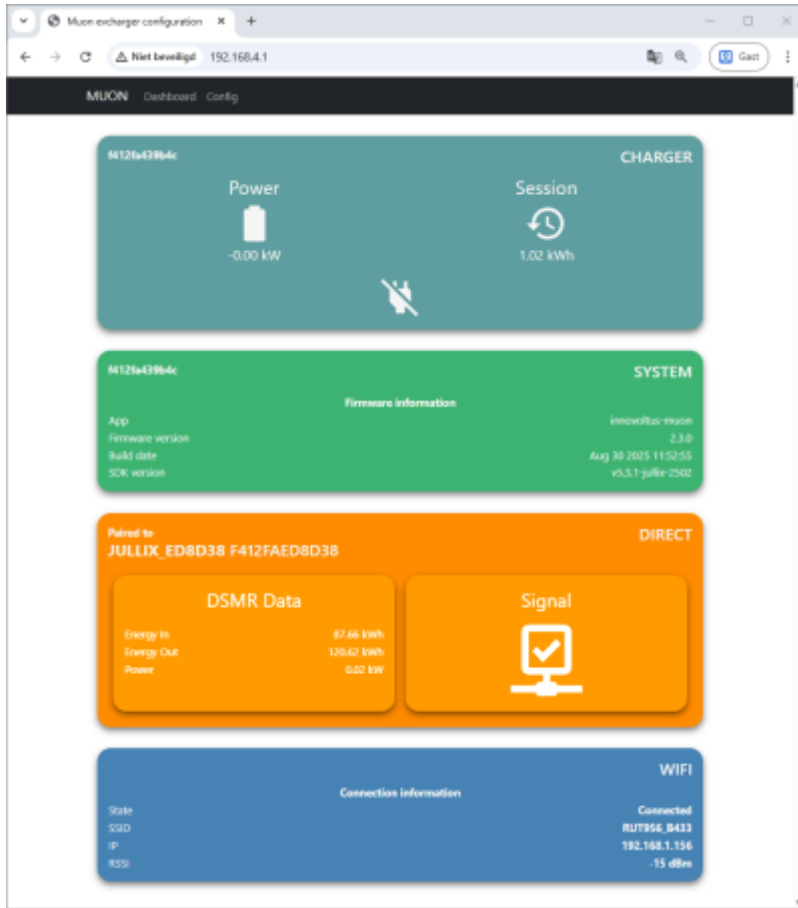 Muon evcharger configuration
Niet beveiligd 192.168.4.1
Gast
MUON Dashboard Config
f412fa439b4c CHARGER
Power Session
-0.00 kW 1.02 kWh
f412fa439b4c SYSTEM
Firmware information
App innovoltus-muon
Firmware version 2.3.0
Build date Aug 30 2025 11:52:55
SDK version v5.3.1-jullix-2502
Paired to DIRECT
JULLIX_ED8D38 F412FAED8D38
DSMR Data Signal
Energy In 87.66 kWh
Energy Out 120.62 kWh
Power 0.02 kW
WIFI
Connection information
State Connected
SSID RUT956_B433
IP 192.168.1.156
RSSI -15 dBm